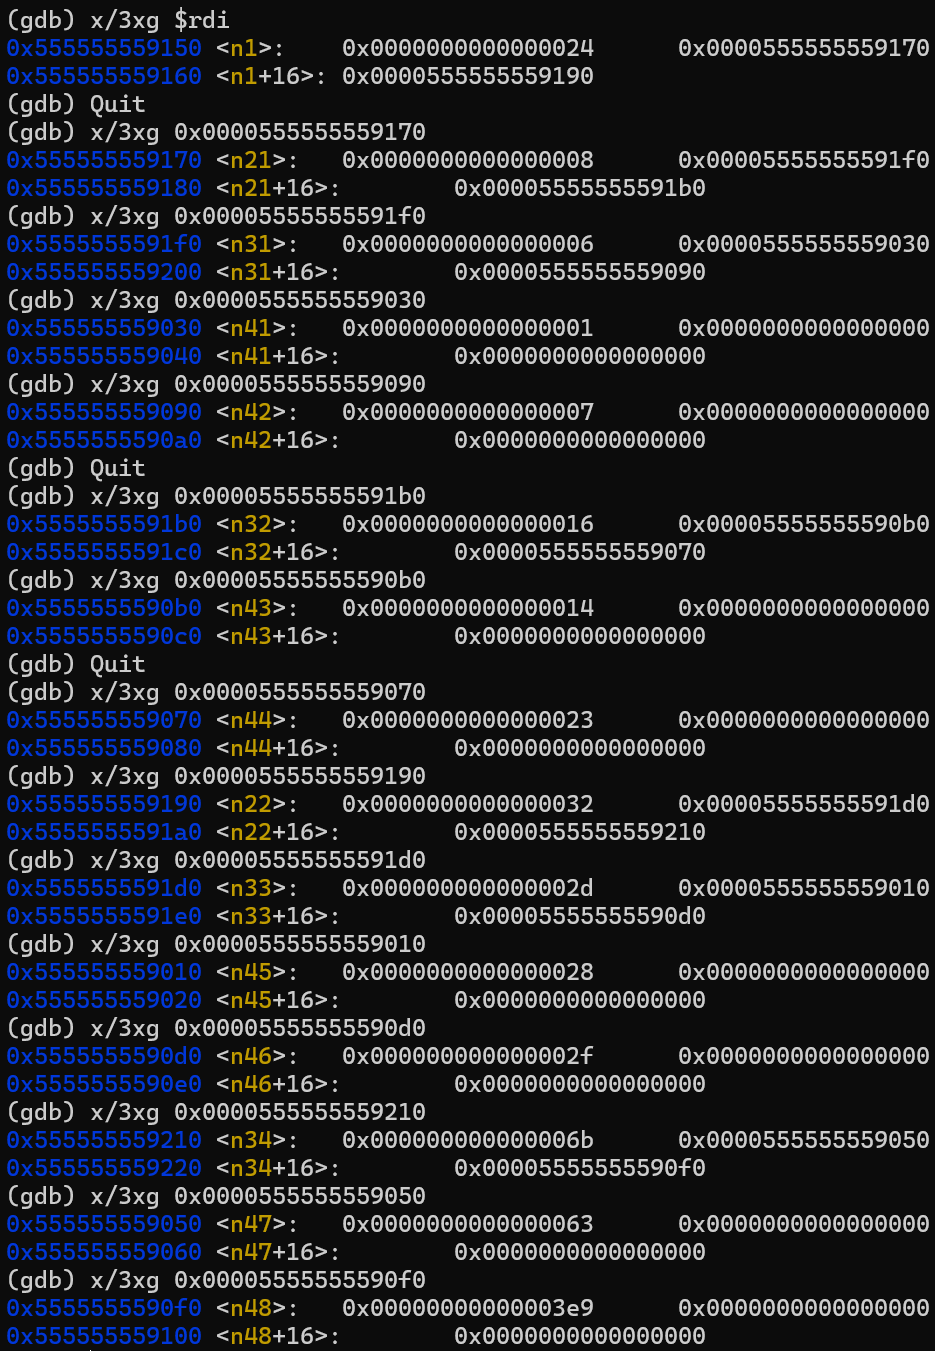 (gdb) x/3xg $rdi
0x555555559150 <n1>: 0x0000000000000024 0x0000555555559170
0x555555559160 <n1+16>: 0x0000555555559190
(gdb) Quit
(gdb) x/3xg 0x0000555555559170
0x555555559170 <n21>: 0x0000000000000008 0x00005555555591f0
0x555555559180 <n21+16>: 0x00005555555591b0
(gdb) x/3xg 0x00005555555591f0
0x5555555591f0 <n31>: 0x0000000000000006 0x0000555555559030
0x555555559200 <n31+16>: 0x0000555555559090
(gdb) x/3xg 0x0000555555559030
0x555555559030 <n41>: 0x0000000000000001 0x0000000000000000
0x555555559040 <n41+16>: 0x0000000000000000
(gdb) x/3xg 0x0000555555559090
0x555555559090 <n42>: 0x0000000000000007 0x0000000000000000
0x5555555590a0 <n42+16>: 0x0000000000000000
(gdb) Quit
(gdb) x/3xg 0x00005555555591b0
0x5555555591b0 <n32>: 0x0000000000000016 0x00005555555590b0
0x5555555591c0 <n32+16>: 0x0000555555559070
(gdb) x/3xg 0x00005555555590b0
0x5555555590b0 <n43>: 0x0000000000000014 0x0000000000000000
0x5555555590c0 <n43+16>: 0x0000000000000000
(gdb) Quit
(gdb) x/3xg 0x0000555555559070
0x555555559070 <n44>: 0x0000000000000023 0x0000000000000000
0x555555559080 <n44+16>: 0x0000000000000000
(gdb) x/3xg 0x0000555555559190
0x555555559190 <n22>: 0x0000000000000032 0x00005555555591d0
0x5555555591a0 <n22+16>: 0x0000555555559210
(gdb) x/3xg 0x00005555555591d0
0x5555555591d0 <n33>: 0x000000000000002d 0x0000555555559010
0x5555555591e0 <n33+16>: 0x00005555555590d0
(gdb) x/3xg 0x0000555555559010
0x555555559010 <n45>: 0x0000000000000028 0x0000000000000000
0x555555559020 <n45+16>: 0x0000000000000000
(gdb) x/3xg 0x00005555555590d0
0x5555555590d0 <n46>: 0x000000000000002f 0x0000000000000000
0x5555555590e0 <n46+16>: 0x0000000000000000
(gdb) x/3xg 0x0000555555559210
0x555555559210 <n34>: 0x000000000000006b 0x0000555555559050
0x555555559220 <n34+16>: 0x00005555555590f0
(gdb) x/3xg 0x0000555555559050
0x555555559050 <n47>: 0x0000000000000063 0x0000000000000000
0x555555559060 <n47+16>: 0x0000000000000000
(gdb) x/3xg 0x00005555555590f0
0x5555555590f0 <n48>: 0x00000000000003e9 0x0000000000000000
0x555555559100 <n48+16>: 0x0000000000000000